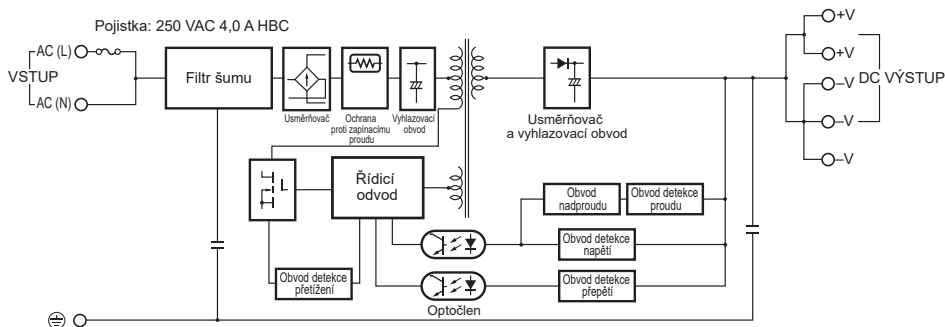 Pojistka: 250 VAC 4,0 A HBC
AC (L)
VSTUP
AC (N)
Filtr šumu
Usměrňovač
Ochrana
proti zapínacímu
proudu
Vyhlazovací
obvod
Usměrňovač
a vyhlazovací obvod
+V
+V
DC VÝSTUP
–V
–V
–V
Řídicí
odvod
Obvod
nadproudu
Obvod detekce
proudu
Obvod detekce
napětí
Obvod detekce
přetížení
Obvod detekce
přepětí
Optočlen